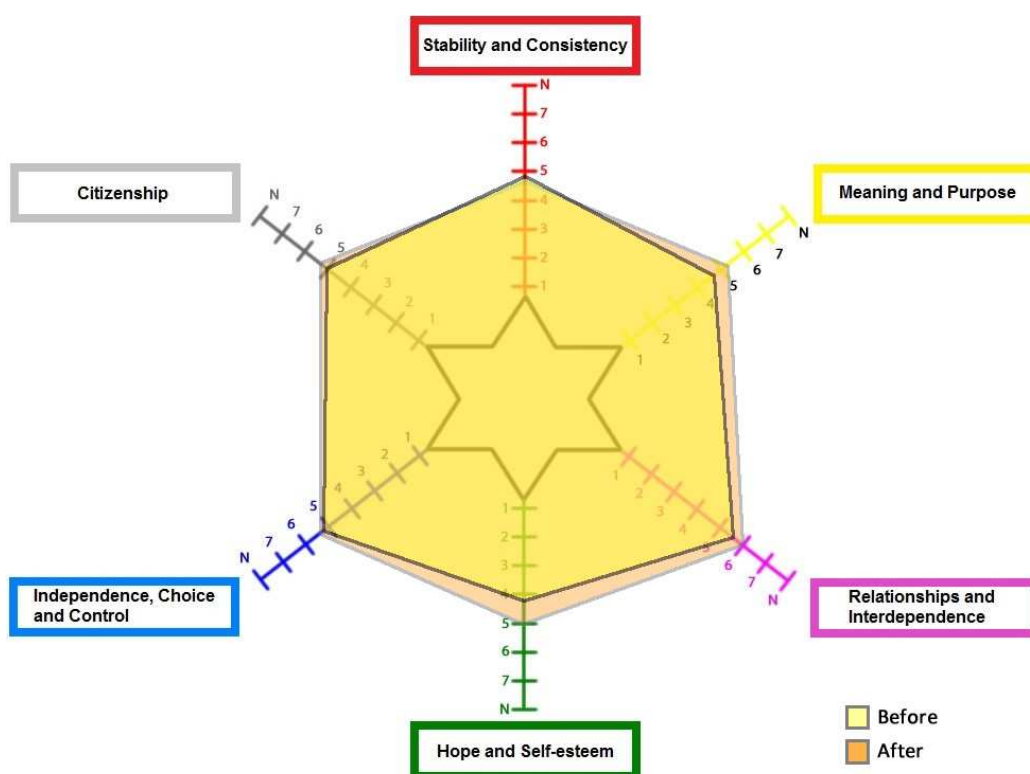 Stability and Consistency
N
7
6
5
4
3
2
1
Citizenship
N
7
6
5
4
3
2
1
Meaning and Purpose
N
7
6
5
4
3
2
1
Independence, Choice
and Control
N
7
6
5
4
3
2
1
Relationships and
Interdependence
1
2
3
4
5
6
7
N
Hope and Self-esteem
1
2
3
4
5
6
7
N
Before
After